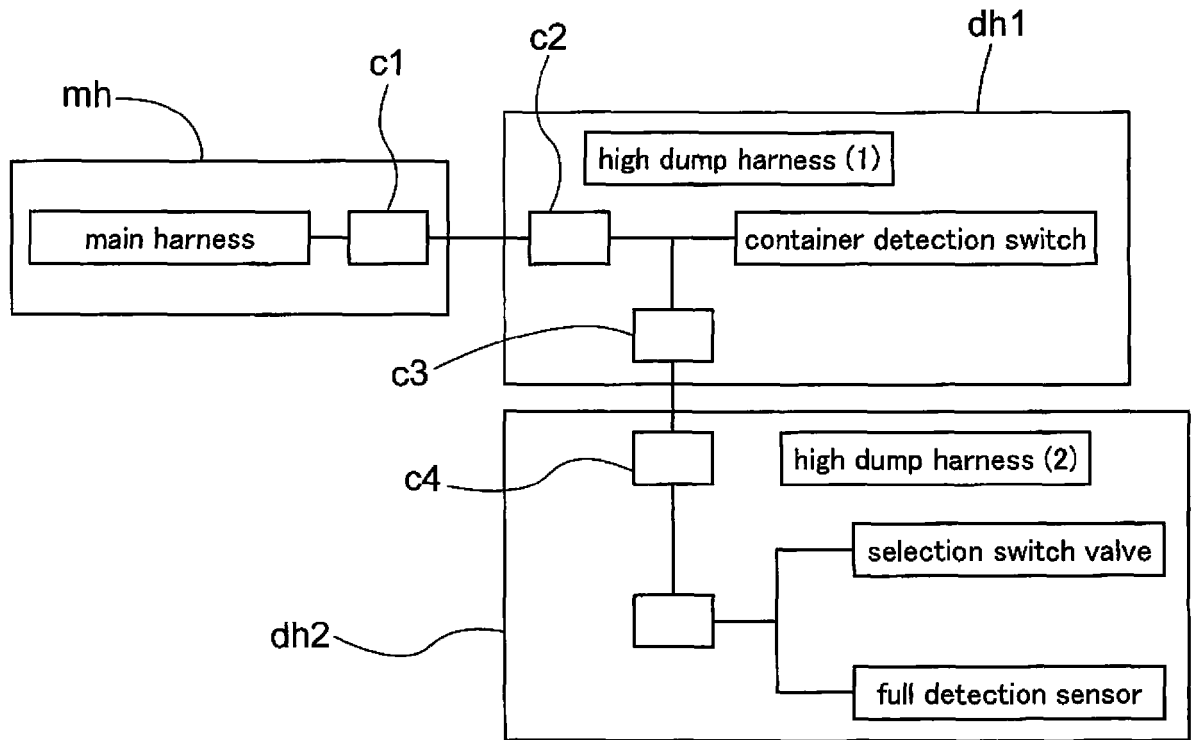 dh1
c2
c1
mh
high dump harness (1)
main harness
container detection switch
c3
c4
high dump harness (2)
selection switch valve
dh2
full detection sensor